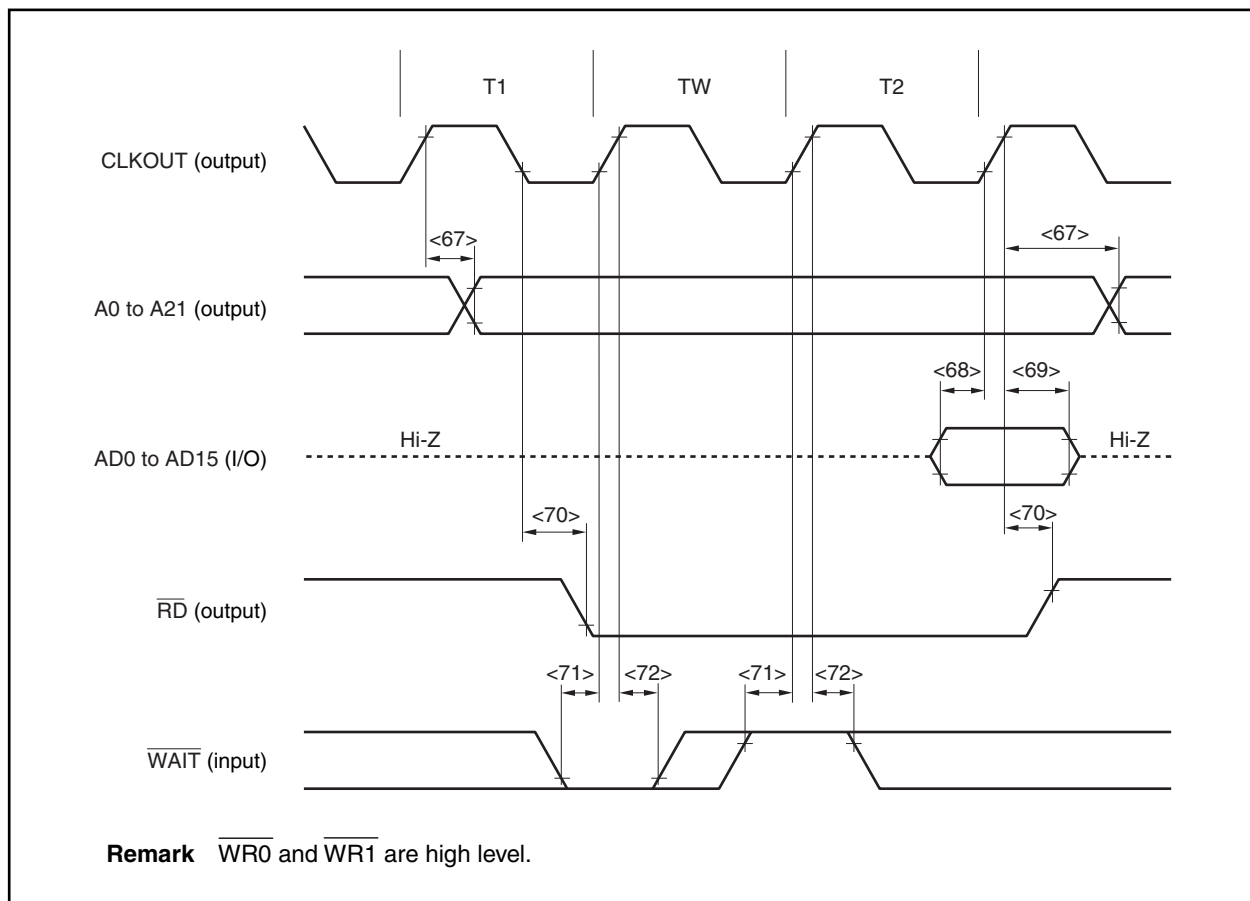 T1 TW T2
CLKOUT (output)
<67> <67>
A0 to A21 (output)
<68> <69>
Hi-Z Hi-Z
AD0 to AD15 (I/O)
<70> <70>
RD (output)
<71> <72> <71> <72>
WAIT (input)
Remark WR0 and WR1 are high level.